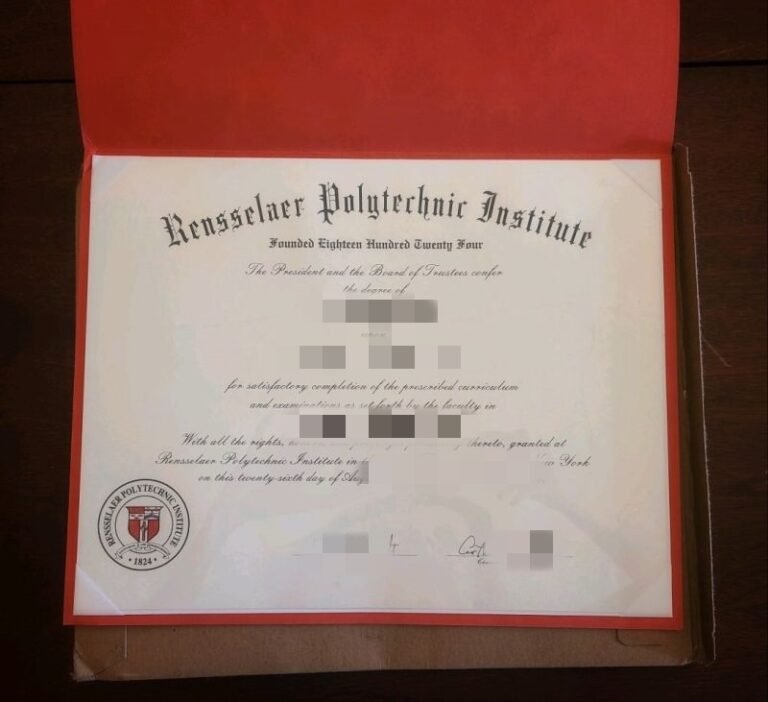 Rensselaer Polytechnic Institute
Founded Eighteen Hundred Twenty Four
The President and the Board of Trustees confer
the degree of
for satisfactory completion of the prescribed curriculum
and examinations as set forth by the faculty in
With all the rights, thereto, granted at
Rensselaer Polytechnic Institute in York
on this twenty-sixth day of
RENSSELAER POLYTECHNIC INSTITUTE
1824